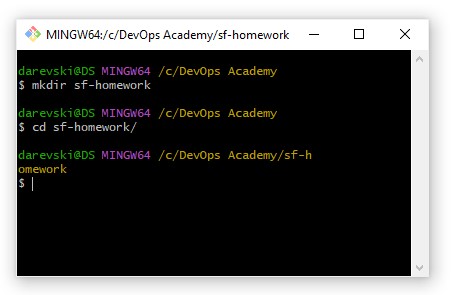 MINGW64:/c/DevOps Academy/sf-homework
darevski@DS MINGW64 /c/DevOps Academy
$ mkdir sf-homework
darevski@DS MINGW64 /c/DevOps Academy
$ cd sf-homework/
darevski@DS MINGW64 /c/DevOps Academy/sf-h
omework
$